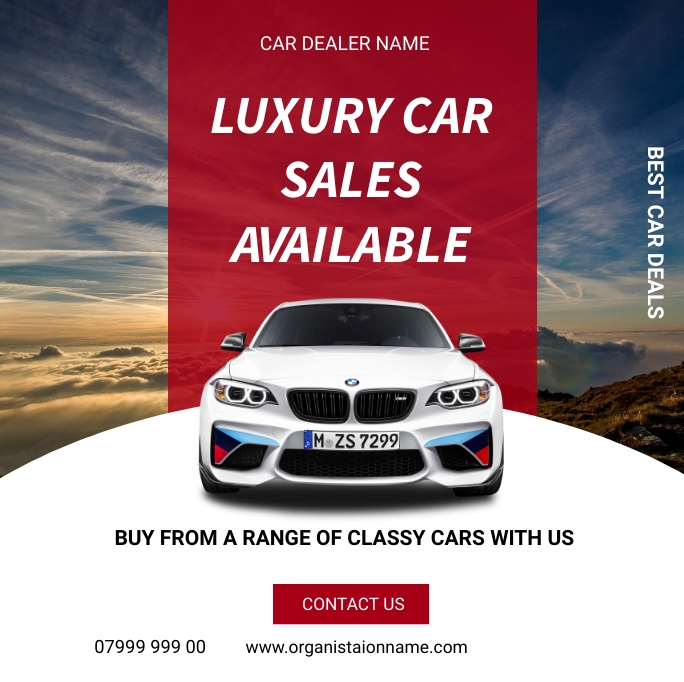 CAR DEALER NAME
LUXURY CAR
SALES
AVAILABLE
BEST CAR DEALS
M ZS 7299
BUY FROM A RANGE OF CLASSY CARS WITH US
CONTACT US
07999 999 00
www.organistaionname.com